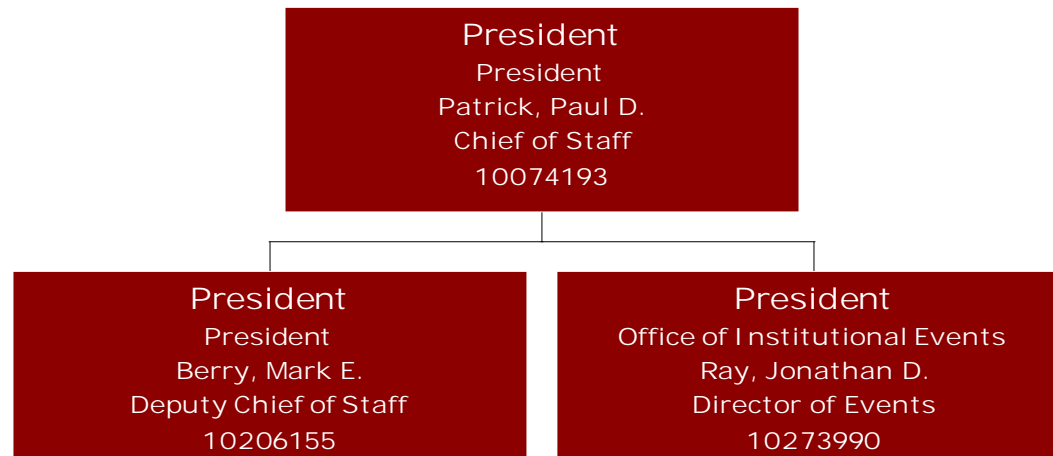 President
President
Patrick, Paul D.
Chief of Staff
10074193
President
President
Berry, Mark E.
Deputy Chief of Staff
10206155
President
Office of Institutional Events
Ray, Jonathan D.
Director of Events
10273990